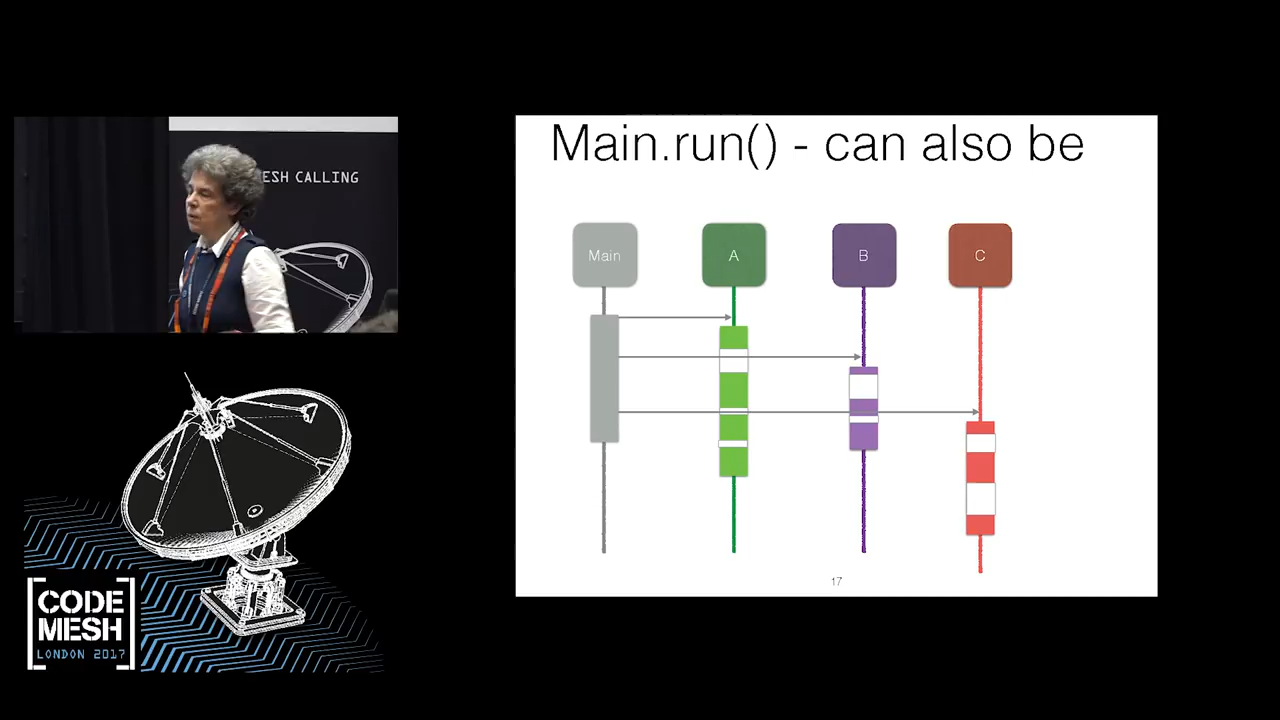 ESH CALLING
Main.run() - can also be
Main
A
B
C
17
CODE
MESH
LONDON 2017